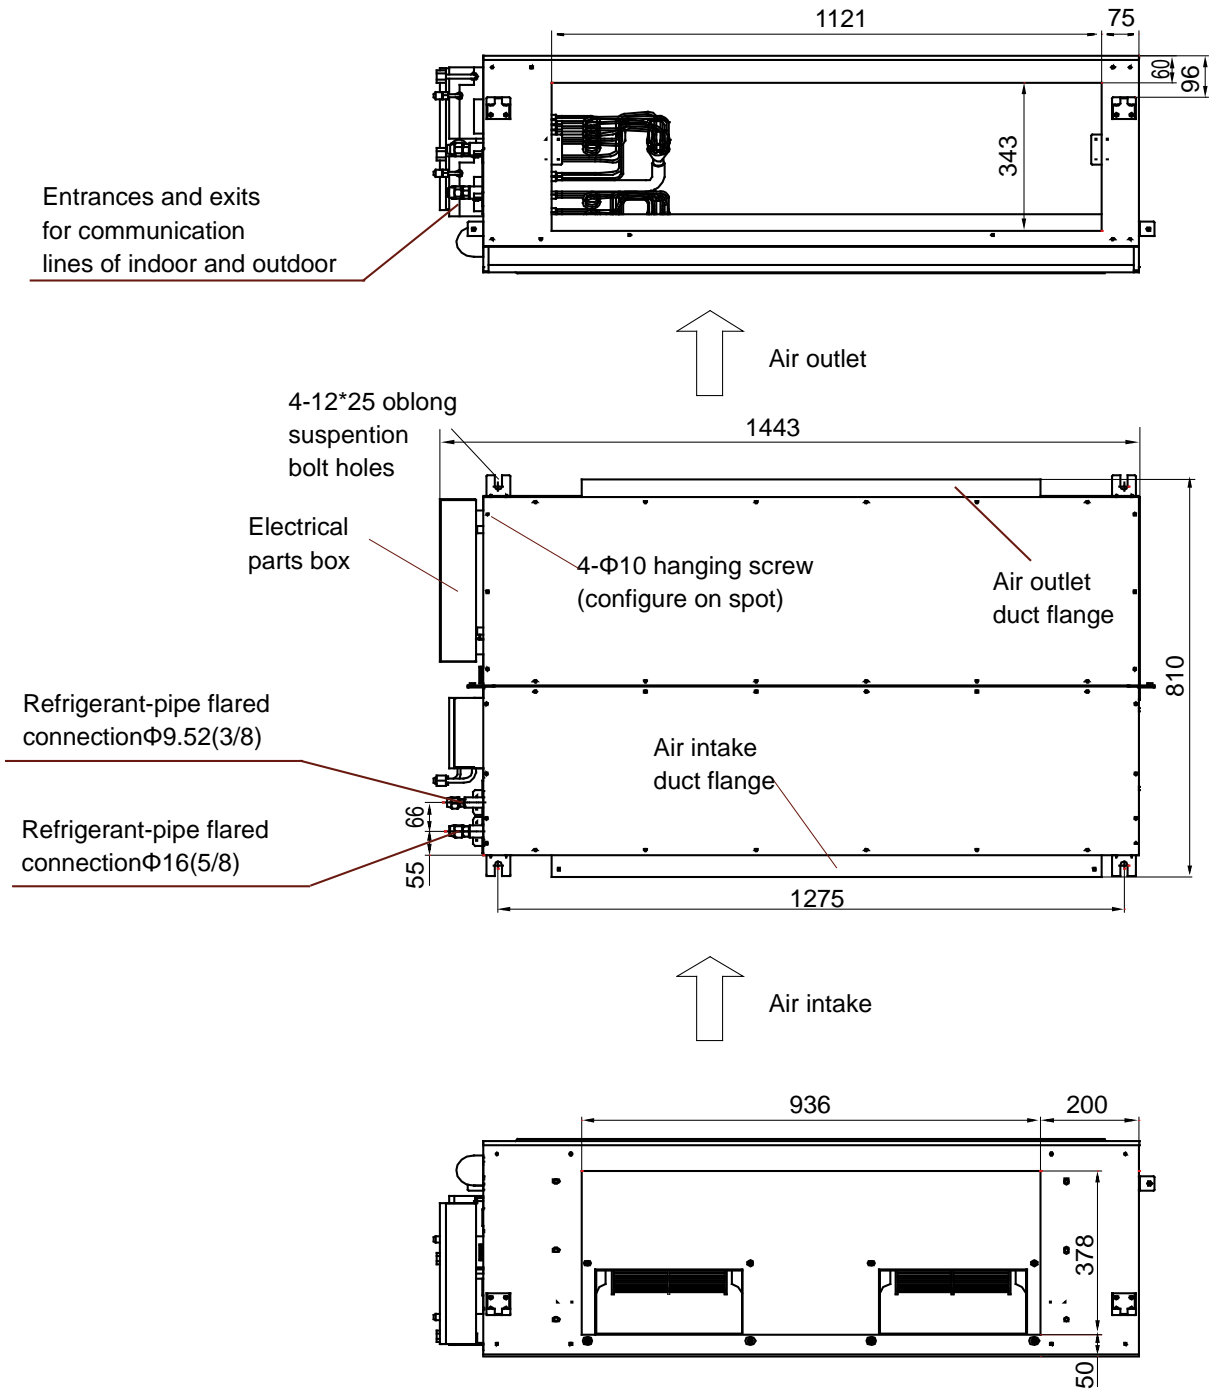 1121
75
60
96
343
Entrances and exits
for communication
lines of indoor and outdoor
Air outlet
4-12*25 oblong
suspention
bolt holes
1443
Electrical
parts box
4-Φ10 hanging screw
(configure on spot)
Air outlet
duct flange
810
Refrigerant-pipe flared
connectionΦ9.52(3/8)
Air intake
duct flange
66
Refrigerant-pipe flared
connectionΦ16(5/8)
55
1275
Air intake
936
200
378
50